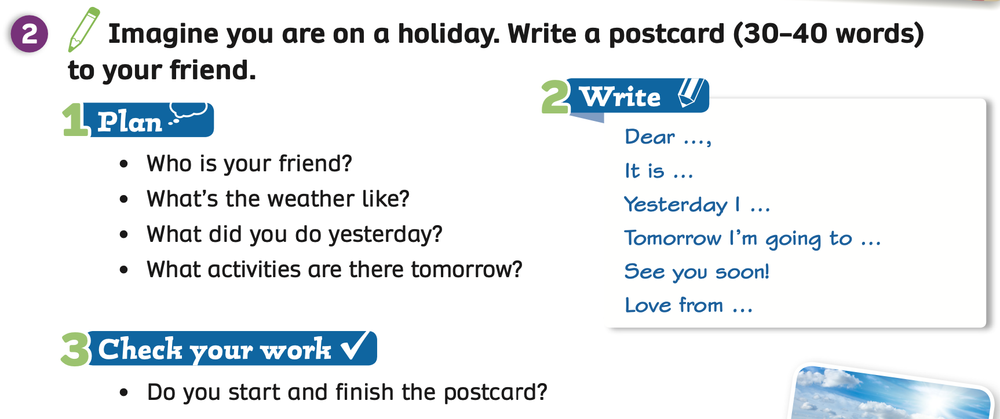 2 Imagine you are on a holiday. Write a postcard (30–40 words)
to your friend.
1 Plan
• Who is your friend?
• What's the weather like?
• What did you do yesterday?
• What activities are there tomorrow?
2 Write
Dear ...,
It is ...
Yesterday I ...
Tomorrow I'm going to ...
See you soon!
Love from ...
3 Check your work
• Do you start and finish the postcard?